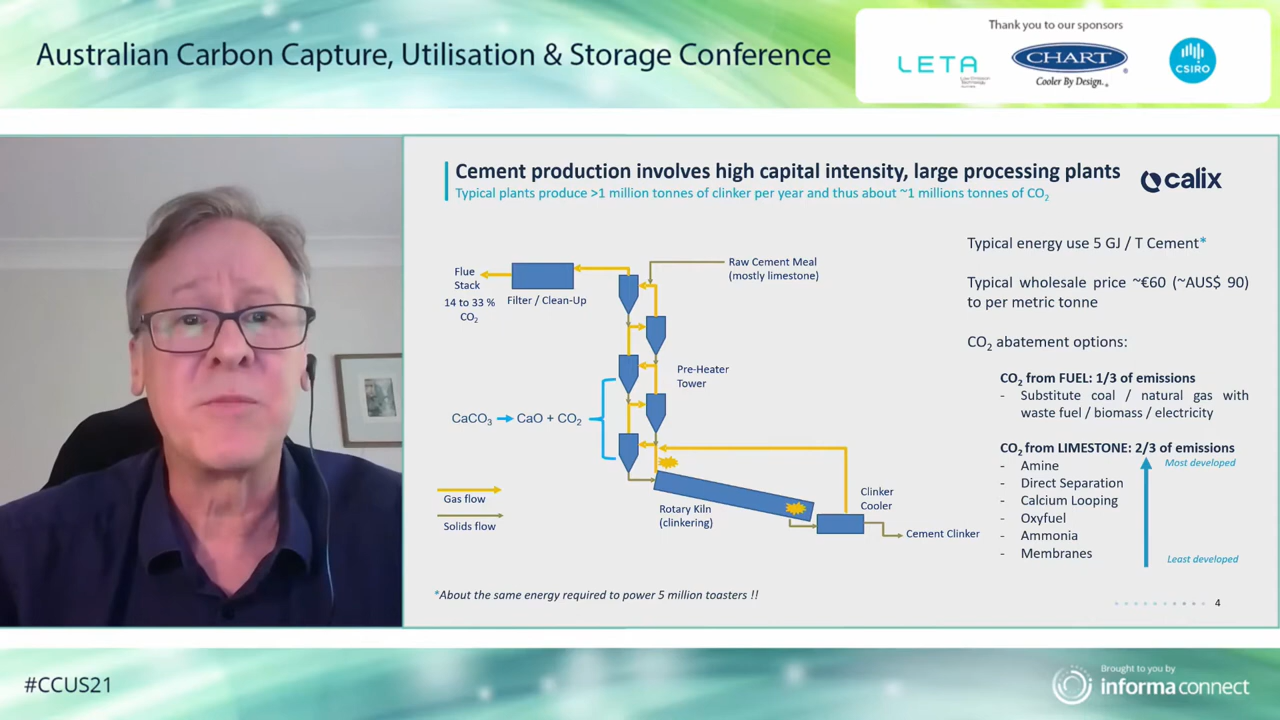 Australian Carbon Capture, Utilisation & Storage Conference
Thank you to our sponsors
LETA
CHART
Cooler By Design.
CSIRO
Cement production involves high capital intensity, large processing plants
Typical plants produce >1 million tonnes of clinker per year and thus about ~1 millions tonnes of CO2
calix
Flue
Stack
14 to 33 %
CO2
Filter / Clean-Up
Raw Cement Meal
(mostly limestone)
Pre-Heater
Tower
CaCO3 → CaO + CO2
Gas flow
Solids flow
Rotary Kiln
(clinkering)
Clinker
Cooler
Cement Clinker
*About the same energy required to power 5 million toasters !!
Typical energy use 5 GJ / T Cement*
Typical wholesale price ~€60 (~AUS$ 90)
to per metric tonne
CO2 abatement options:
CO2 from FUEL: 1/3 of emissions
- Substitute coal / natural gas with
waste fuel / biomass / electricity
CO2 from LIMESTONE: 2/3 of emissions
- Amine
- Direct Separation
- Calcium Looping
- Oxyfuel
- Ammonia
- Membranes
Most developed
Least developed
4
#CCUS21
Brought to you by
informa connect